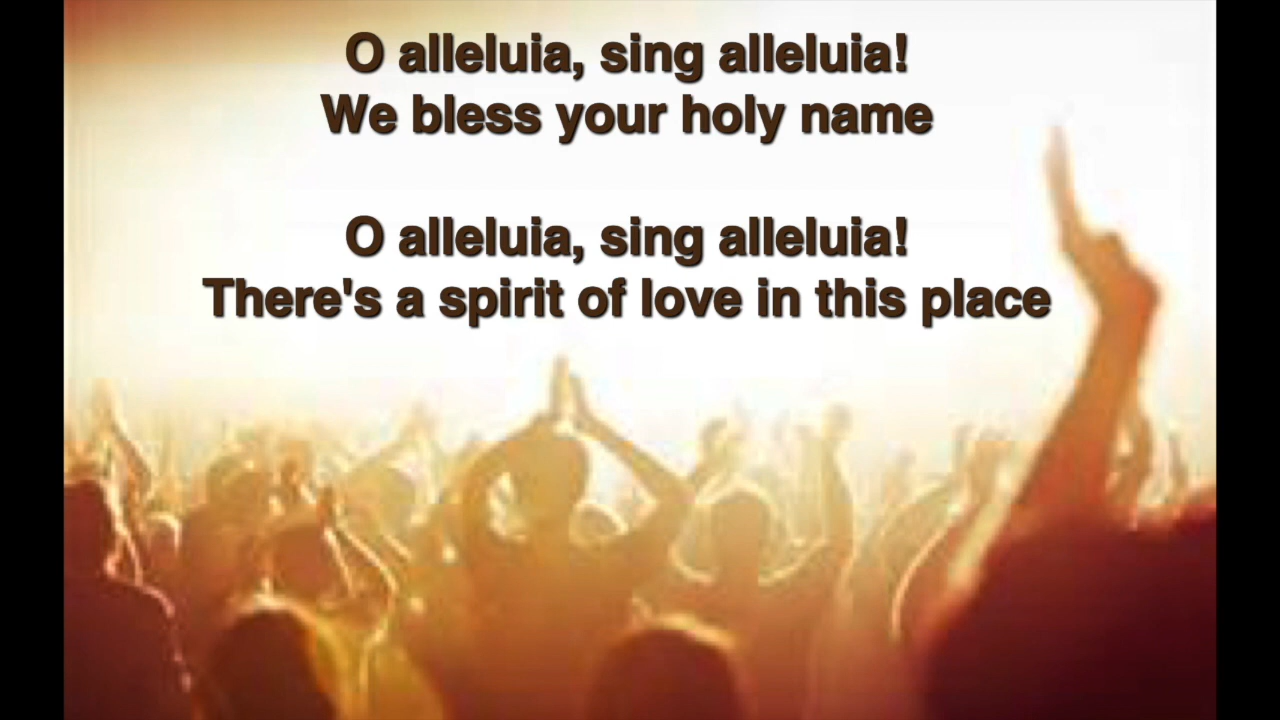 O alleluia, sing alleluia!
We bless your holy name
O alleluia, sing alleluia!
There's a spirit of love in this place